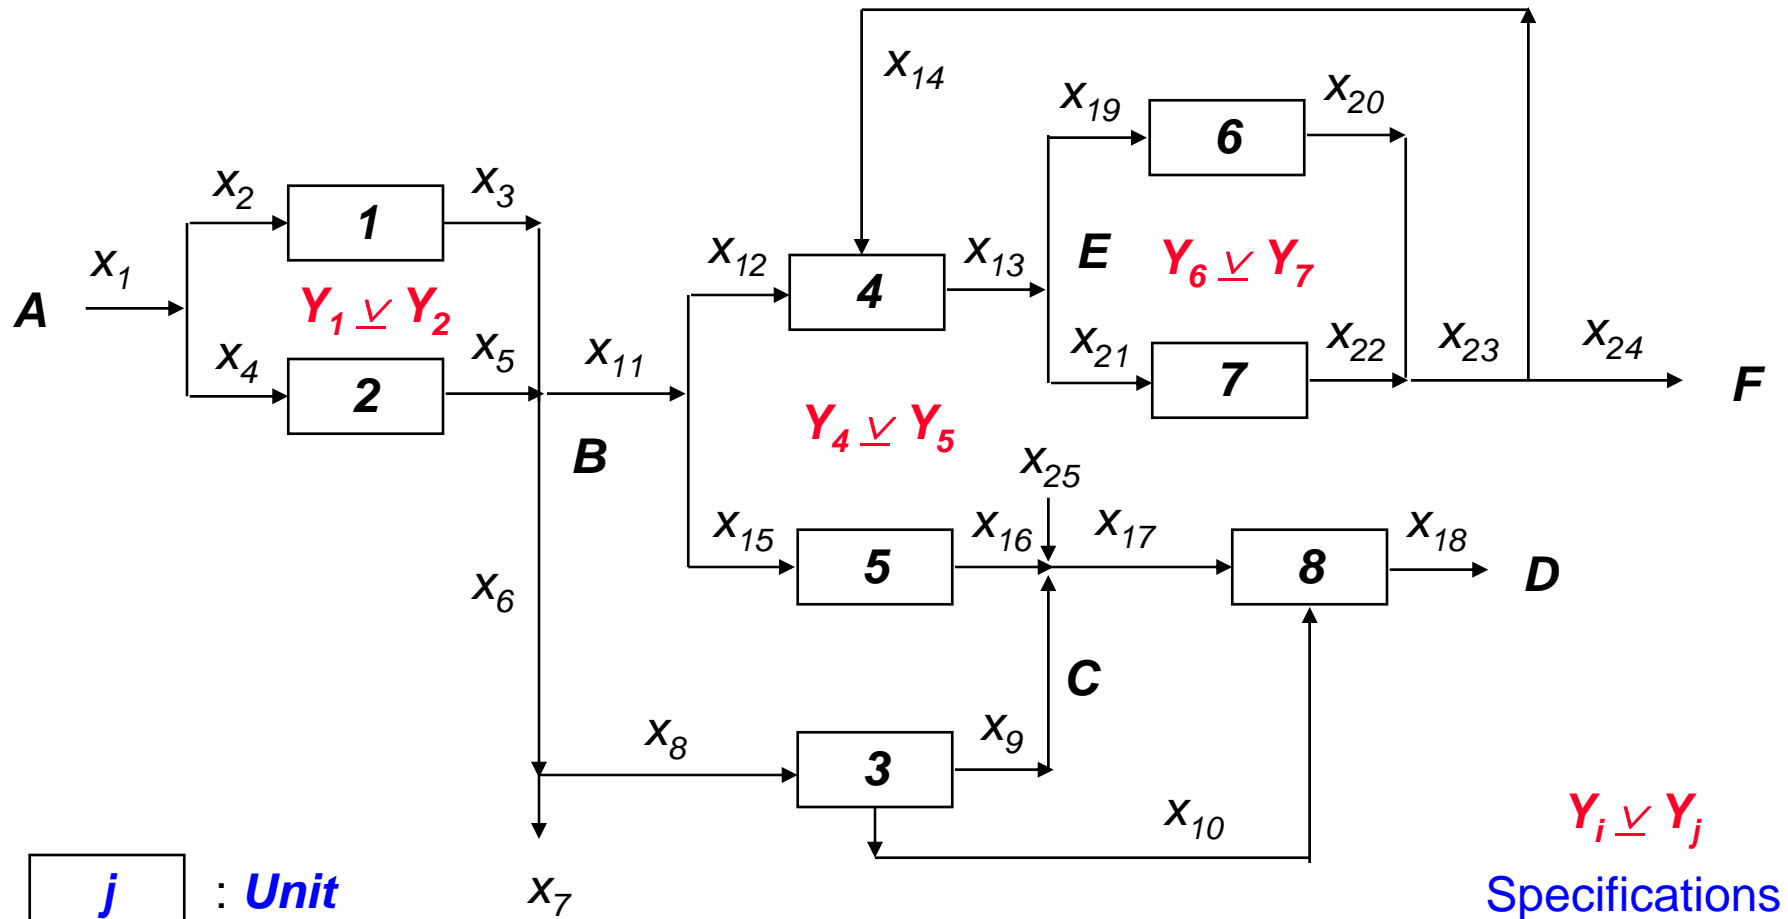 x14
x19
x20
6
x2
x3
1
x12
x13
E
Y6 ⊻ Y7
x1
A
Y1 ⊻ Y2
4
x4
x5
x11
x21
x22
x23
x24
2
7
F
B
Y4 ⊻ Y5
x25
x15
x16
x17
x18
5
8
D
x6
C
x8
x9
3
x10
Yi ⊻ Yj
j : Unit
x7
Specifications